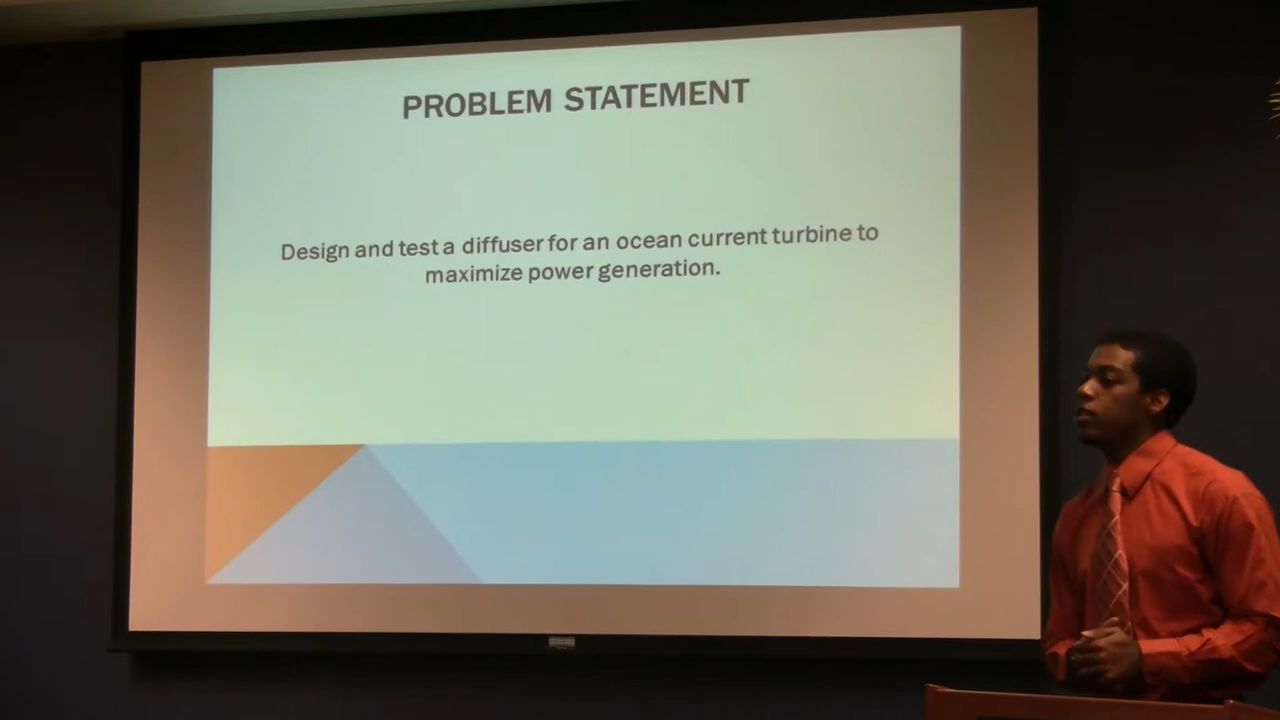 PROBLEM STATEMENT
Design and test a diffuser for an ocean current turbine to
maximize power generation.